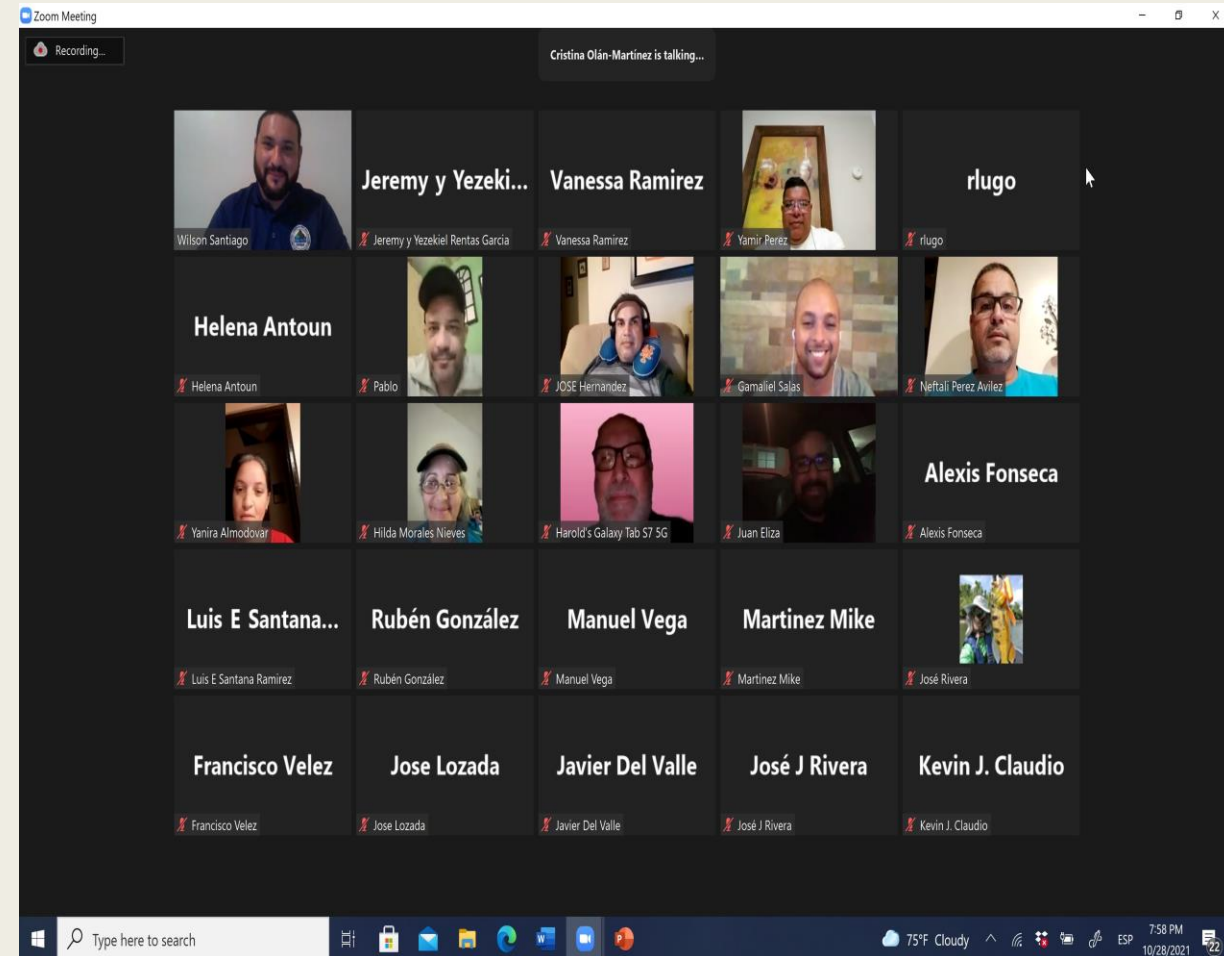 Zoom Meeting
Recording...
Cristina Olán-Martínez is talking...
Wilson Santiago
Jeremy y Yezeki...
Jeremy y Yezekiel Rentas Garcia
Vanessa Ramirez
Vanessa Ramirez
Yamir Perez
rlugo
rlugo
Helena Antoun
Helena Antoun
Pablo
JOSE Hernandez
Gamaliel Salas
Neftali Perez Avilez
Yanira Almodovar
Hilda Morales Nieves
Harold's Galaxy Tab S7 5G
Juan Eliza
Alexis Fonseca
Alexis Fonseca
Luis E Santana...
Luis E Santana Ramirez
Rubén González
Rubén González
Manuel Vega
Manuel Vega
Martinez Mike
Martinez Mike
José Rivera
Francisco Velez
Francisco Velez
Jose Lozada
Jose Lozada
Javier Del Valle
Javier Del Valle
José J Rivera
José J Rivera
Kevin J. Claudio
Kevin J. Claudio
Type here to search
75°F Cloudy
ESP
7:58 PM
10/28/2021
22